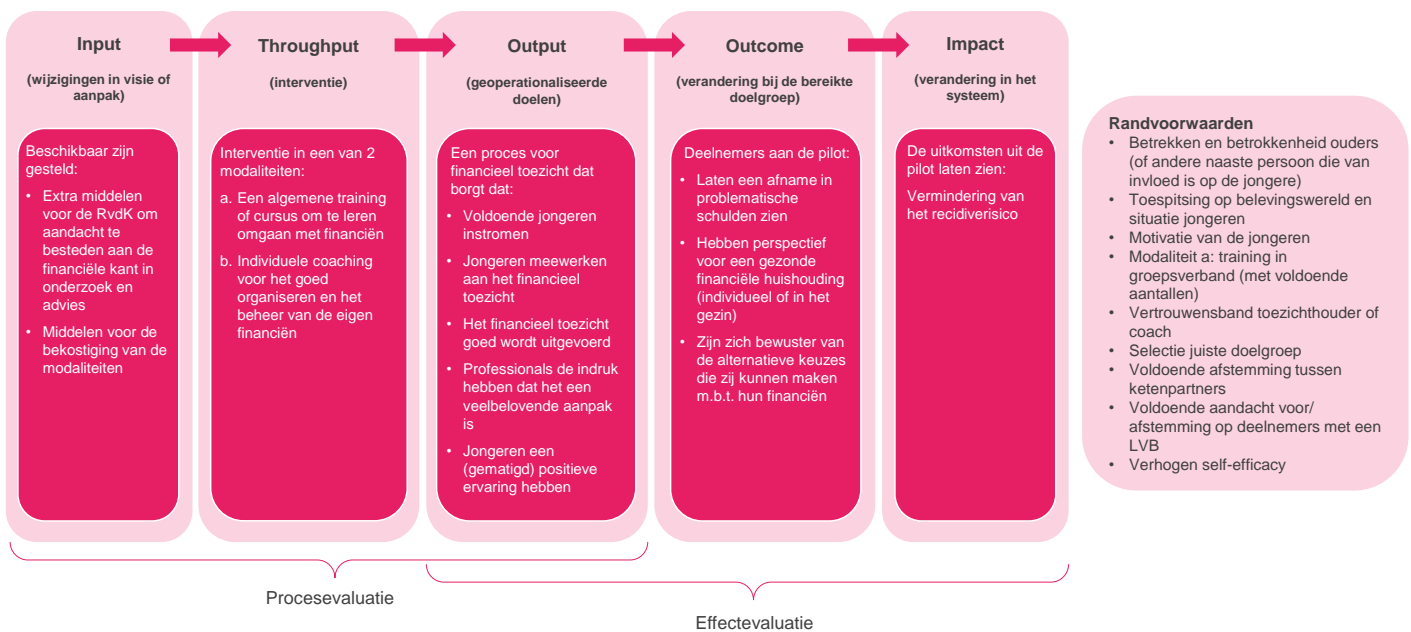 Input
(wijzigingen in visie of
aanpak)
Beschikbaar zijn
gesteld:
• Extra middelen
voor de RvdK om
aandacht te
besteden aan de
financiële kant in
onderzoek en
advies
• Middelen voor de
bekostiging van de
modaliteiten
Throughput
(interventie)
Interventie in een van 2
modaliteiten:
a. Een algemene training
of cursus om te leren
omgaan met financiën
b. Individuele coaching
voor het goed
organiseren en het
beheer van de eigen
financiën
Output
(geoperationaliseerde
doelen)
Een proces voor
financieel toezicht dat
borgt dat:
• Voldoende jongeren
instromen
• Jongeren meewerken
aan het financieel
toezicht
• Het financieel toezicht
goed wordt uitgevoerd
• Professionals de indruk
hebben dat het een
veelbelovende aanpak
is
• Jongeren een
(gematigd) positieve
ervaring hebben
Outcome
(verandering bij de bereikte
doelgroep)
Deelnemers aan de pilot:
• Laten een afname in
problematische
schulden zien
• Hebben perspectief
voor een gezonde
financiële huishouding
(individueel of in het
gezin)
• Zijn zich bewuster van
de alternatieve keuzes
die zij kunnen maken
m.b.t. hun financiën
Impact
(verandering in het
systeem)
De uitkomsten uit de
pilot laten zien:
Vermindering van
het recidiverisico
Randvoorwaarden
• Betrekken en betrokkenheid ouders
(of andere naaste persoon die van
invloed is op de jongere)
• Toespitsing op belevingswereld en
situatie jongeren
• Motivatie van de jongeren
• Modaliteit a: training in
groepsverband (met voldoende
aantallen)
• Vertrouwensband toezichthouder of
coach
• Selectie juiste doelgroep
• Voldoende afstemming tussen
ketenpartners
• Voldoende aandacht voor/
afstemming op deelnemers met een
LVB
• Verhogen self-efficacy
Procesevaluatie
Effectevaluatie